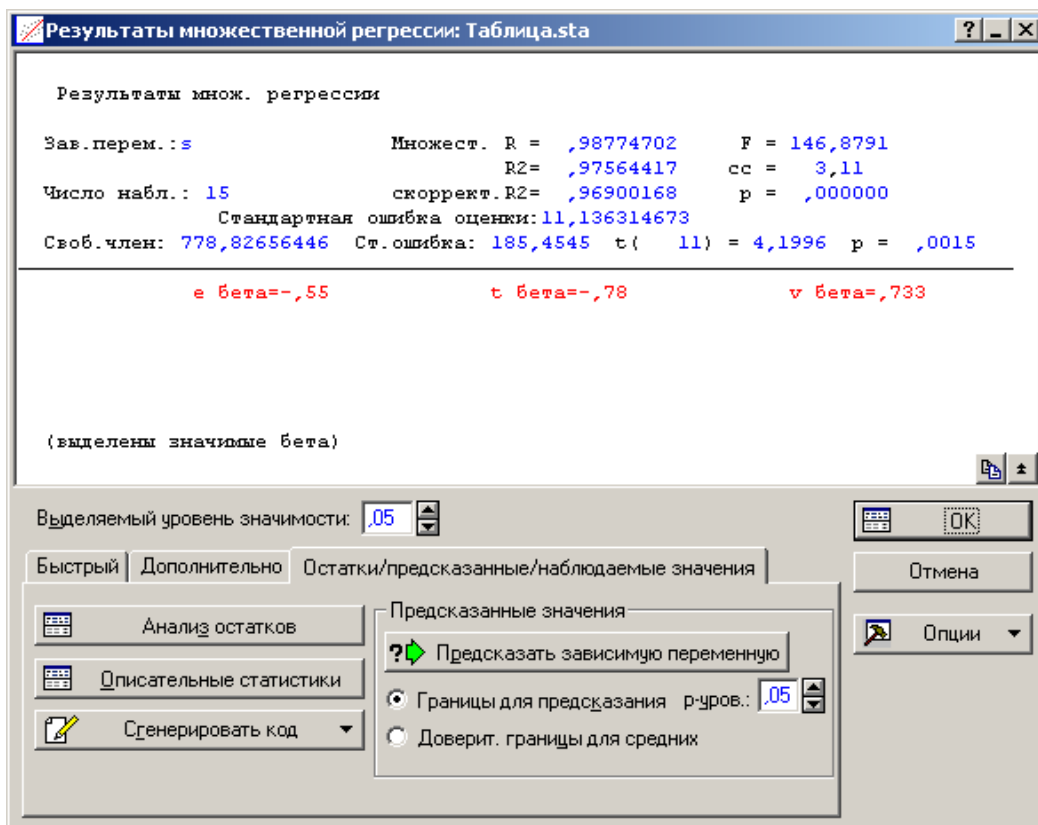 Результаты множественной регрессии: Таблица.sta
Результаты множ. регрессии
Зав.перем.:s Множест. R = ,98774702 F = 146,8791
R2= ,97564417 сс = 3,11
Число набл.: 15 скоррект.R2= ,96900168 p = ,000000
Стандартная ошибка оценки:11,136314673
Своб.член: 778,82656446 Ст.ошибка: 185,4545 t( 11) = 4,1996 p = ,0015
e бета=-,55 t бета=-,78 v бета=,733
(выделены значимые бета)
Выделяемый уровень значимости: ,05
OK
Быстрый Дополнительно Остатки/предсказанные/наблюдаемые значения
Отмена
Анализ остатков
Предсказанные значения
Опции
?Предсказать зависимую переменную
Описательные статистики
Границы для предсказания р-уров.: ,05
Сгенерировать код
Доверит. границы для средних